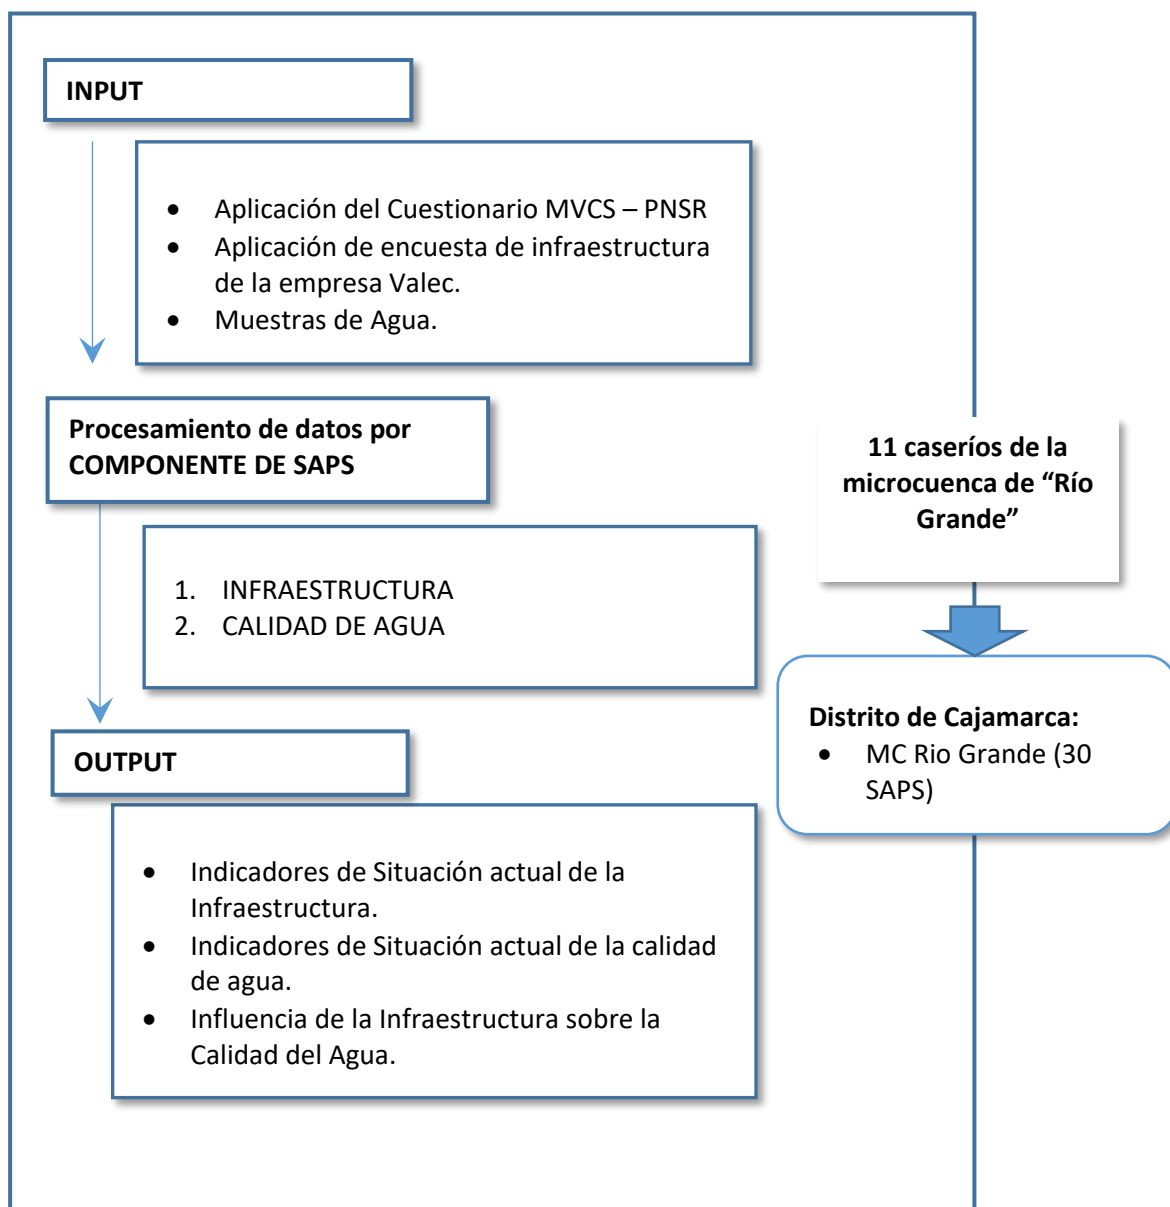 INPUT
• Aplicación del Cuestionario MVCS – PNSR
• Aplicación de encuesta de infraestructura
de la empresa Valec.
• Muestras de Agua.
Procesamiento de datos por
COMPONENTE DE SAPS
1. INFRAESTRUCTURA
2. CALIDAD DE AGUA
OUTPUT
• Indicadores de Situación actual de la
Infraestructura.
• Indicadores de Situación actual de la calidad
de agua.
• Influencia de la Infraestructura sobre la
Calidad del Agua.
11 caseríos de la
microcuenca de “Río
Grande”
Distrito de Cajamarca:
• MC Rio Grande (30
SAPS)